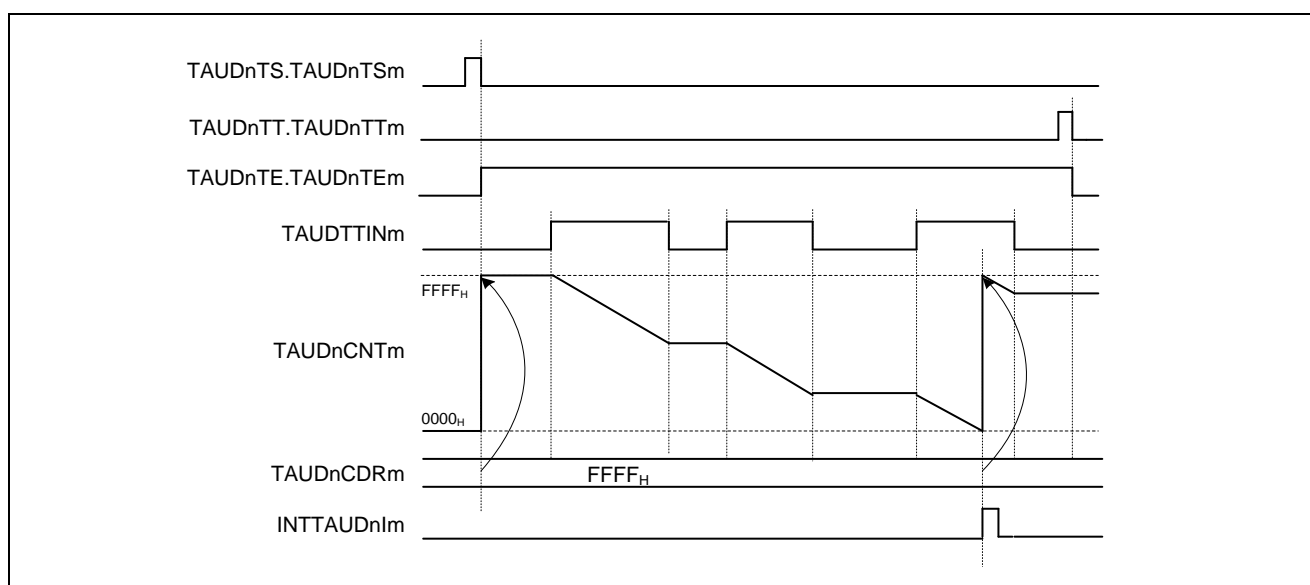 TAUDnTS.TAUDnTSm
TAUDnTT.TAUDnTTm
TAUDnTE.TAUDnTEm
TAUDTTINm
FFFFH
TAUDnCNTm
0000H
TAUDnCDRm
FFFFH
INTTAUDnIm